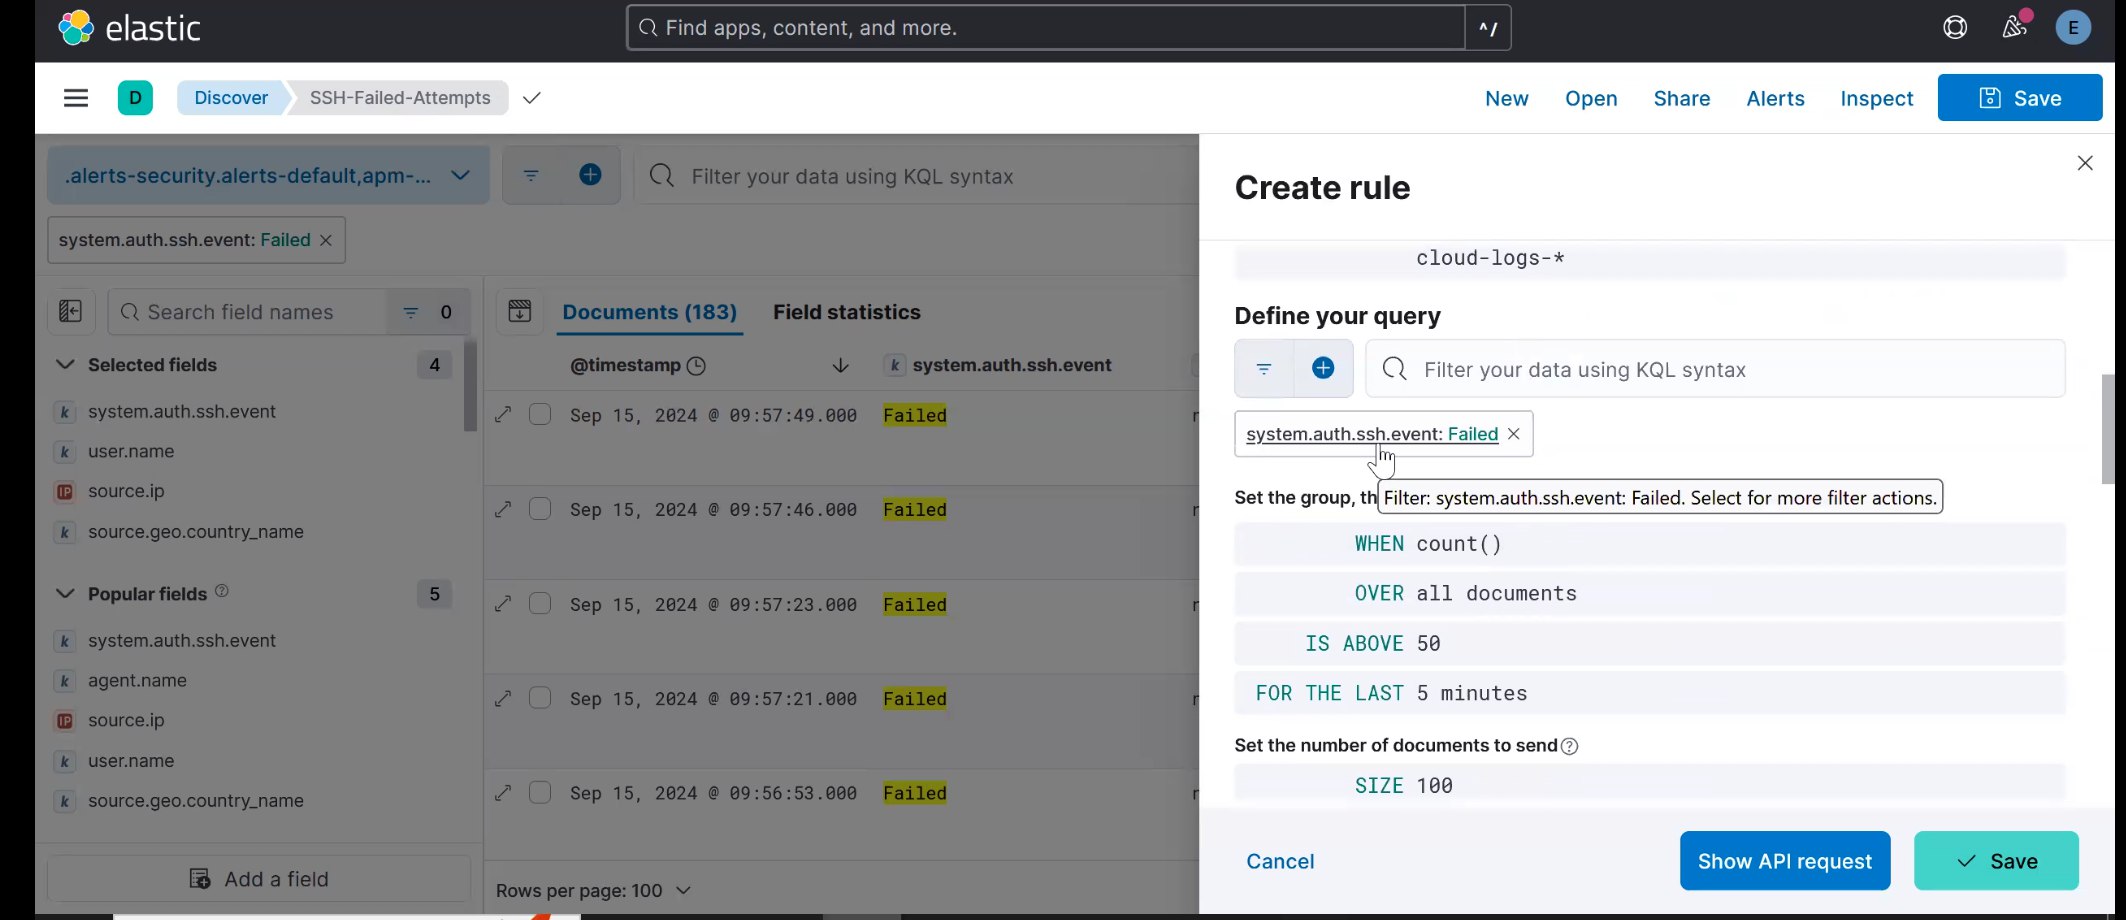 elastic
Find apps, content, and more.
^/
E
D
Discover
SSH-Failed-Attempts
New
Open
Share
Alerts
Inspect
Save
.alerts-security.alerts-default,apm-...
Filter your data using KQL syntax
system.auth.ssh.event: Failed
Search field names
0
Selected fields
4
k system.auth.ssh.event
k user.name
IP source.ip
k source.geo.country_name
Popular fields
5
k system.auth.ssh.event
k agent.name
IP source.ip
k user.name
k source.geo.country_name
Add a field
Documents (183)
Field statistics
@timestamp
k system.auth.ssh.event
Sep 15, 2024 @ 09:57:49.000 Failed
Sep 15, 2024 @ 09:57:46.000 Failed
Sep 15, 2024 @ 09:57:23.000 Failed
Sep 15, 2024 @ 09:57:21.000 Failed
Sep 15, 2024 @ 09:56:53.000 Failed
Rows per page: 100
Create rule
cloud-logs-*
Define your query
Filter your data using KQL syntax
system.auth.ssh.event: Failed
Set the group, th
Filter: system.auth.ssh.event: Failed. Select for more filter actions.
WHEN count()
OVER all documents
IS ABOVE 50
FOR THE LAST 5 minutes
Set the number of documents to send
SIZE 100
Cancel
Show API request
Save